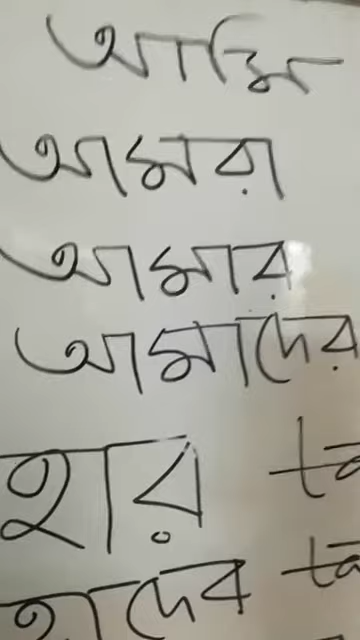 আমি
আমরা
আমার
আমাদের
হার ta
হাদের ta